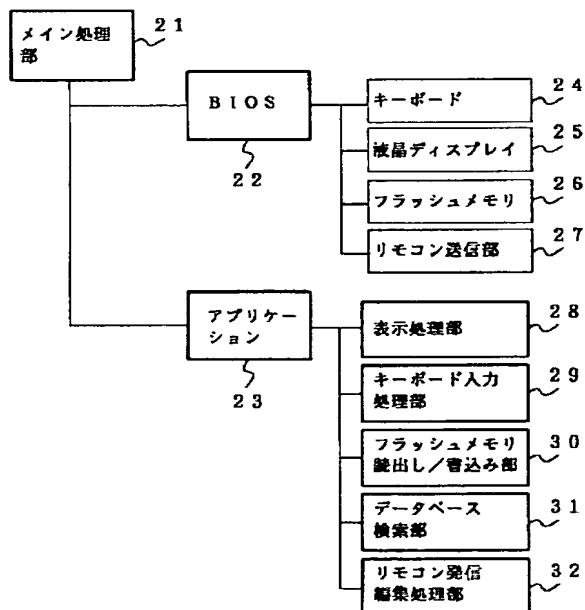 メイン処理
部
21
BIOS
22
キーボード
24
液晶ディスプレイ
25
フラッシュメモリ
26
リモコン送信部
27
アプリケー
ション
23
表示処理部
28
キーボード入力
処理部
29
フラッシュメモリ
読出し/書込み部
30
データベース
検索部
31
リモコン発信
編集処理部
32